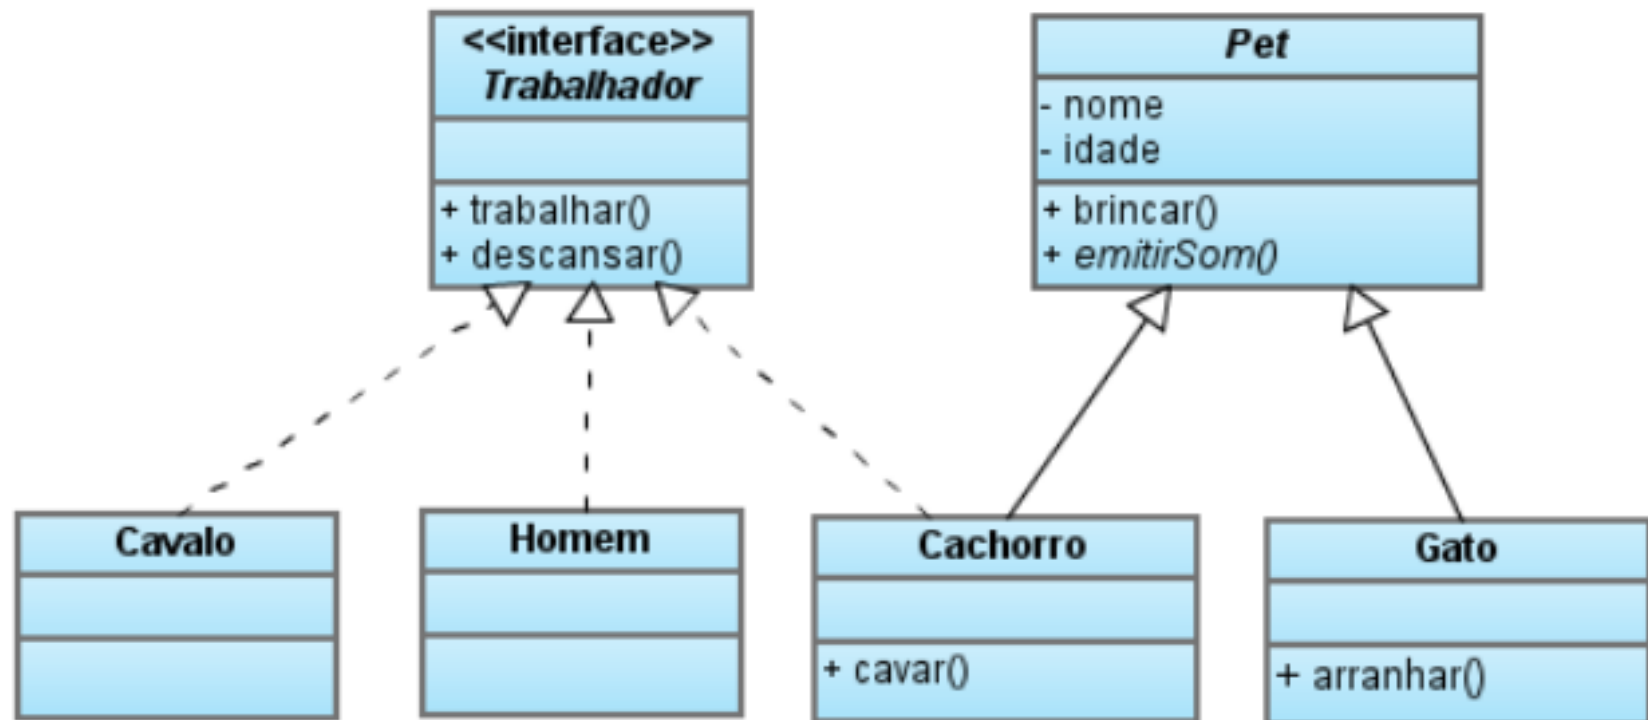 <<interface>>
Trabalhador
+ trabalhar()
+ descansar()
Pet
- nome
- idade
+ brincar()
+ emitirSom()
Cavalo
Homem
Cachorro
+ cavar()
Gato
+ arranhar()